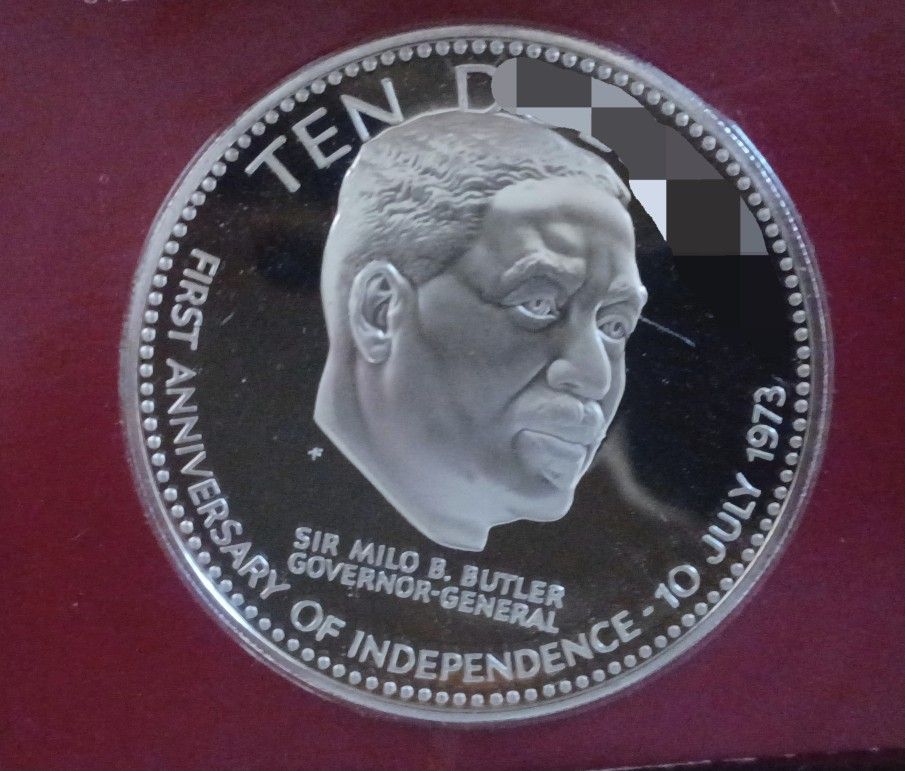 TEN D
SIR MILO B. BUTLER
GOVERNOR-GENERAL
FIRST ANNIVERSARY OF INDEPENDENCE - 10 JULY 1973